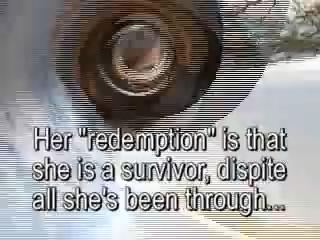 Her "redemption" is that
she is a survivor, dispite
all she's been through...